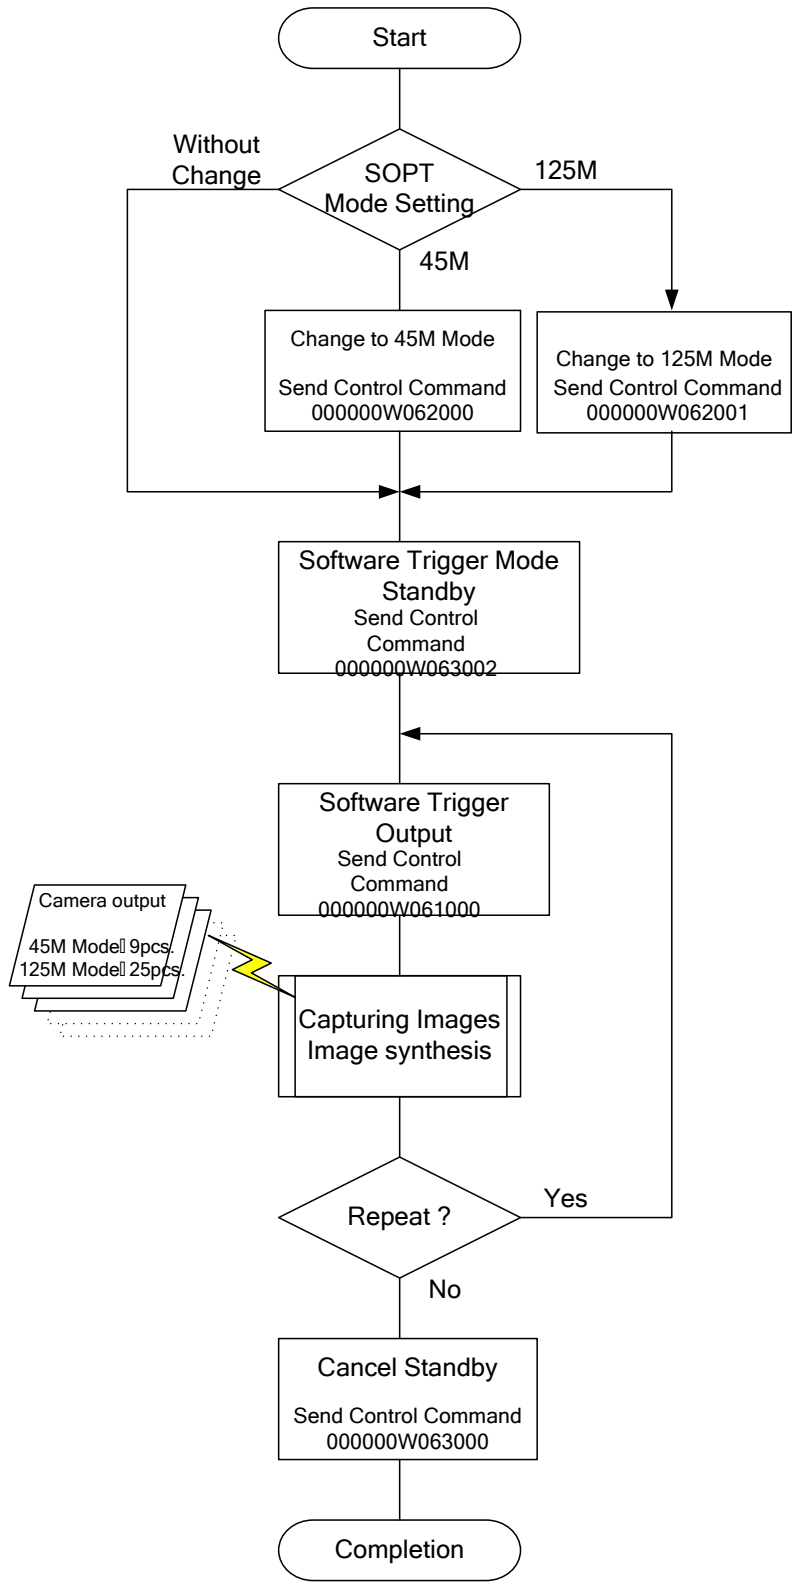 Start
Without
Change
SOPT
Mode Setting
125M
45M
Change to 45M Mode
Send Control Command
000000W062000
Change to 125M Mode
Send Control Command
000000W062001
Software Trigger Mode
Standby
Send Control
Command
000000W063002
Software Trigger
Output
Send Control
Command
000000W061000
Camera output
45M Mode 9pcs.
125M Mode 25pcs.
Capturing Images
Image synthesis
Repeat ?
Yes
No
Cancel Standby
Send Control Command
000000W063000
Completion